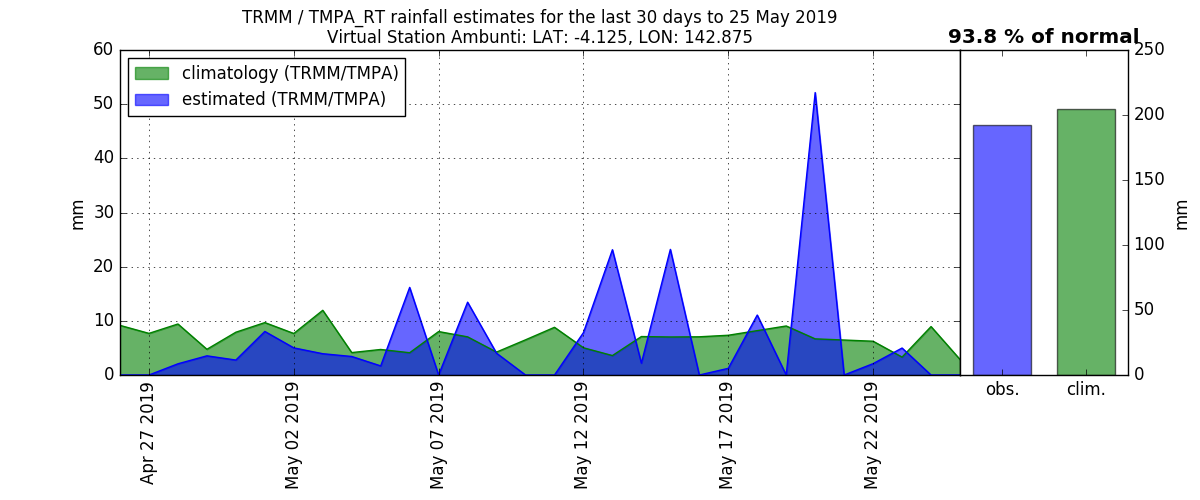 TRMM / TMPA_RT rainfall estimates for the last 30 days to 25 May 2019
Virtual Station Ambunti: LAT: -4.125, LON: 142.875
93.8 % of normal
climatology (TRMM/TMPA)
estimated (TRMM/TMPA)
60
50
40
30
20
10
0
mm
Apr 27 2019
May 02 2019
May 07 2019
May 12 2019
May 17 2019
May 22 2019
250
200
150
100
50
0
mm
obs.
clim.